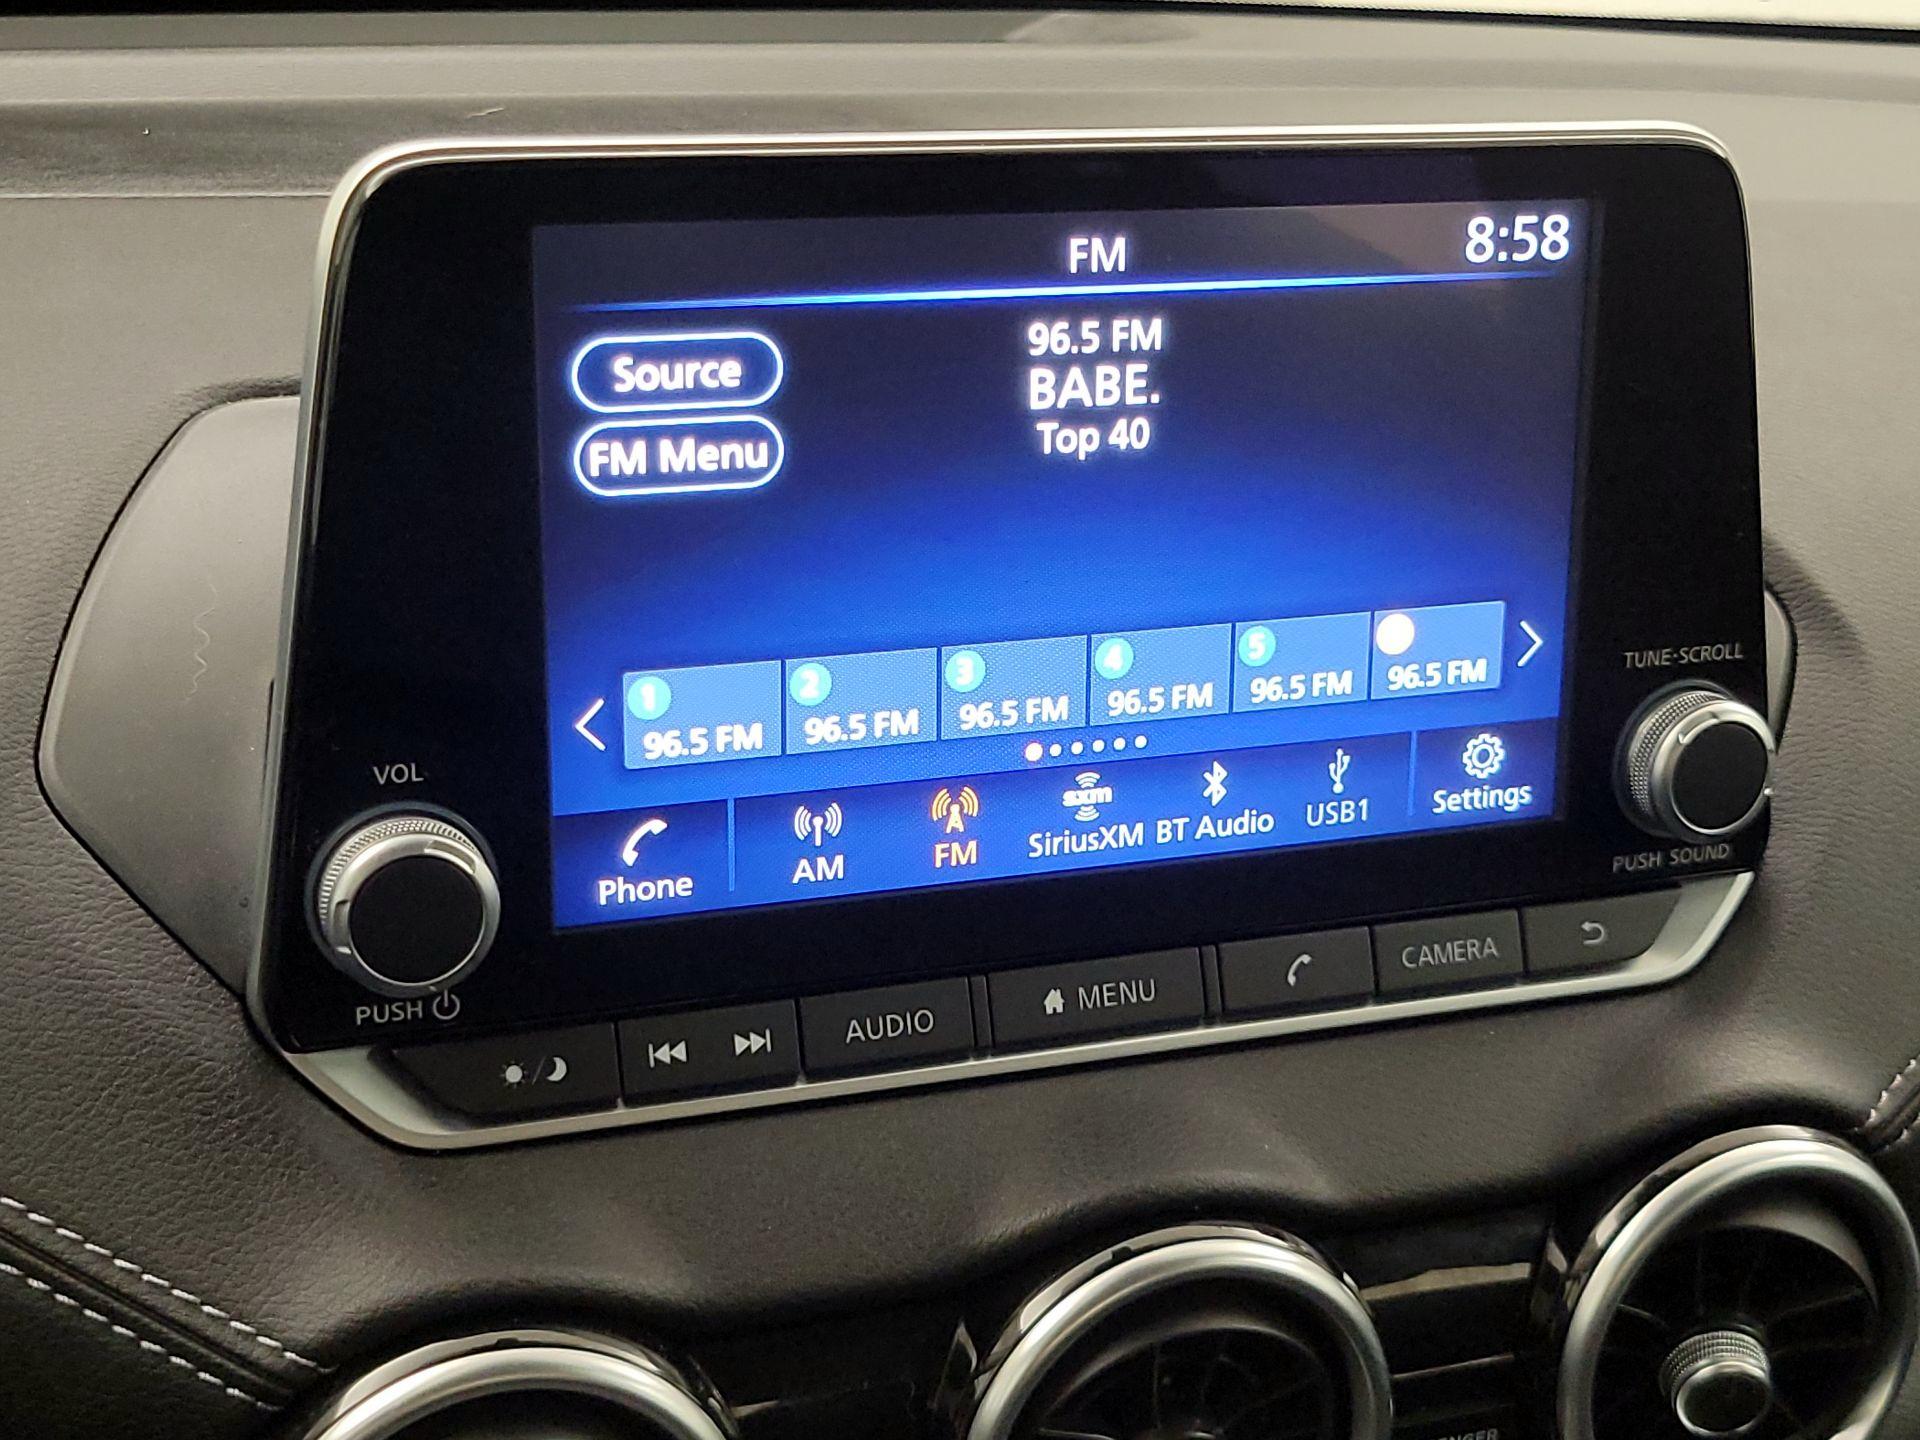 FM
8:58
Source
FM Menu
96.5 FM
BABE.
Top 40
1
96.5 FM
2
96.5 FM
3
96.5 FM
4
96.5 FM
5
96.5 FM
96.5 FM
Phone
AM
FM
sxm
SiriusXM
BT Audio
USB1
Settings
VOL
PUSH
TUNE·SCROLL
PUSH SOUND
AUDIO
MENU
CAMERA